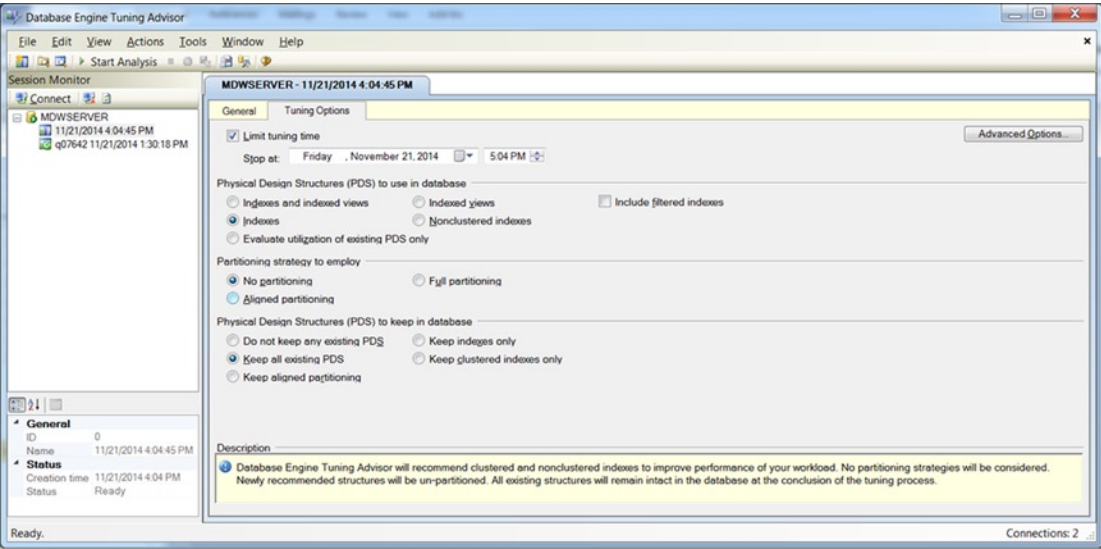 Database Engine Tuning Advisor
File Edit View Actions Tools Window Help
Start Analysis
Session Monitor
Connect
MDWSERVER
11/21/2014 4:04:45 PM
q07642 11/21/2014 1:30:18 PM
General
ID 0
Name 11/21/2014 4:04:45 PM
Status
Creation time 11/21/2014 4:04 PM
Status Ready
MDWSERVER - 11/21/2014 4:04:45 PM
General Tuning Options
Limit tuning time Advanced Options...
Stop at: Friday , November 21, 2014 5:04 PM
Physical Design Structures (PDS) to use in database
Indexes and indexed views Indexed views Include filtered indexes
Indexes Nonclustered indexes
Evaluate utilization of existing PDS only
Partitioning strategy to employ
No partitioning Full partitioning
Aligned partitioning
Physical Design Structures (PDS) to keep in database
Do not keep any existing PDS Keep indexes only
Keep all existing PDS Keep clustered indexes only
Keep aligned partitioning
Description
Database Engine Tuning Advisor will recommend clustered and nonclustered indexes to improve performance of your workload. No partitioning strategies will be considered.
Newly recommended structures will be un-partitioned. All existing structures will remain intact in the database at the conclusion of the tuning process.
Ready. Connections: 2